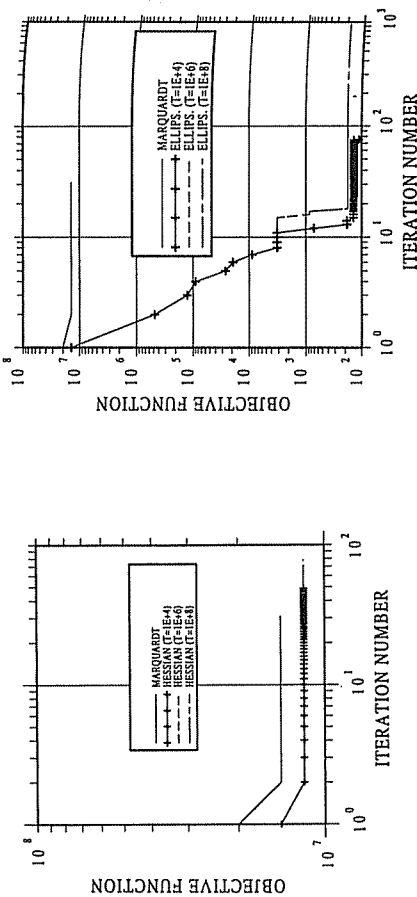 OBJECTIVE FUNCTION
10^8
10^7
MARQUARDT
HESSIAN (T=1E+4)
HESSIAN (T=1E+6)
HESSIAN (T=1E+8)
10^0 10^1 10^2
ITERATION NUMBER
OBJECTIVE FUNCTION
10^8
10^7
10^6
10^5
10^4
10^3
10^2
MARQUARDT
ELLIPS. (T=1E+4)
ELLIPS. (T=1E+6)
ELLIPS. (T=1E+8)
10^0 10^1 10^2 10^3
ITERATION NUMBER